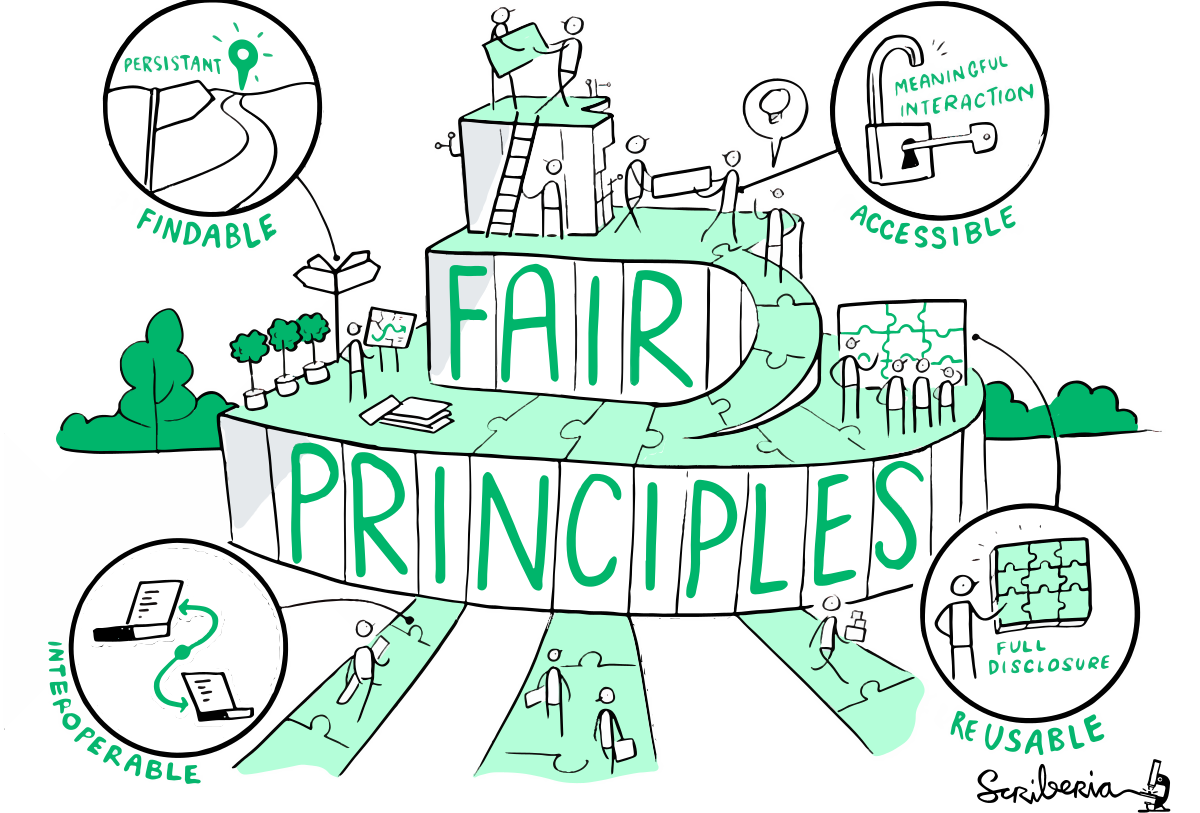 PERSISTANT
FINDABLE
MEANINGFUL
INTERACTION
ACCESSIBLE
FAIR
PRINCIPLES
INTEROPERABLE
FULL
DISCLOSURE
REUSABLE
Scriberia